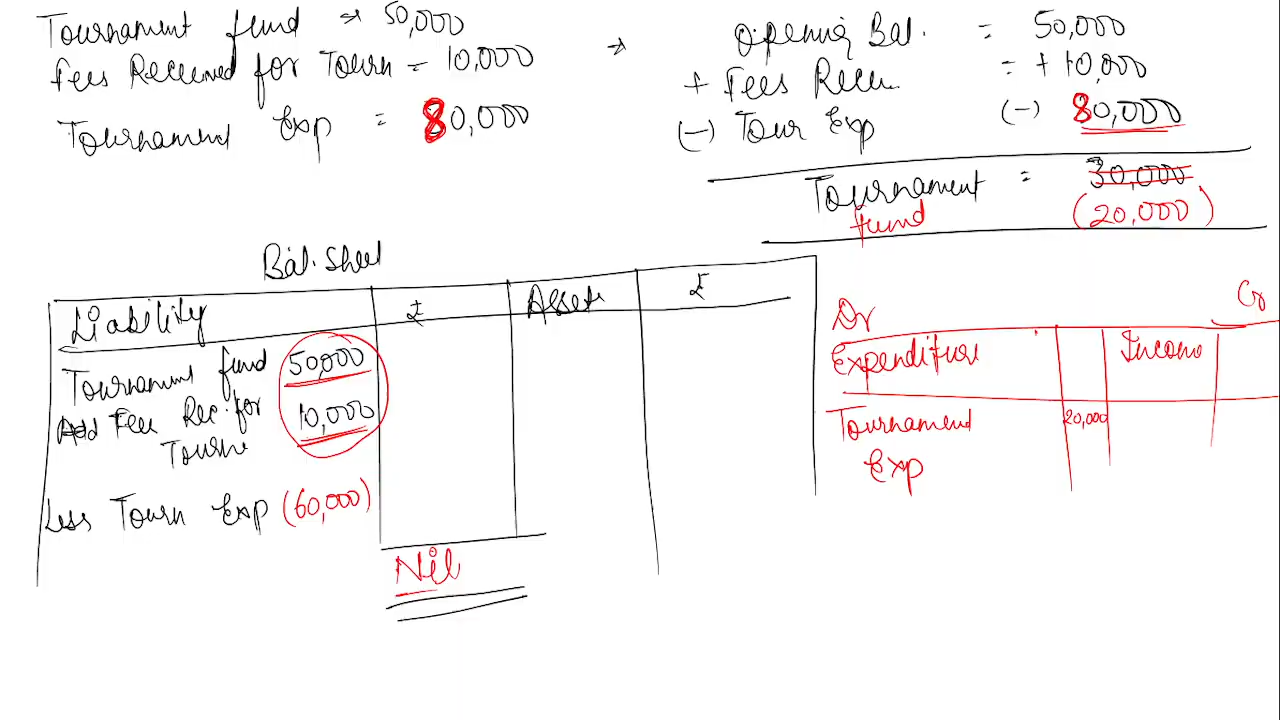 Tournament fund → 50,000
Fees Received for Tourn = 10,000 →
Tournament Exp = 80,000
Opening Bal. = 50,000
+ Fees Recei = + 10,000
(-) Tour Exp (-) 80,000
Tournament = 30,000
fund (20,000)
Bal. Sheet
Liability ₹ Assets ₹
Tournament fund 50,000
Add Fees Rec. for 10,000
Tourne
Less Tourn Exp (60,000)
Nil
Dr Cr
Expenditure Income
Tournament 20,000
Exp